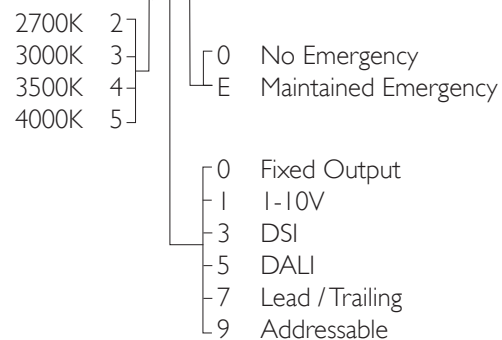 2700K 2
3000K 3
3500K 4
4000K 5
0 No Emergency
E Maintained Emergency
0 Fixed Output
1 1-10V
3 DSI
5 DALI
7 Lead / Trailing
9 Addressable